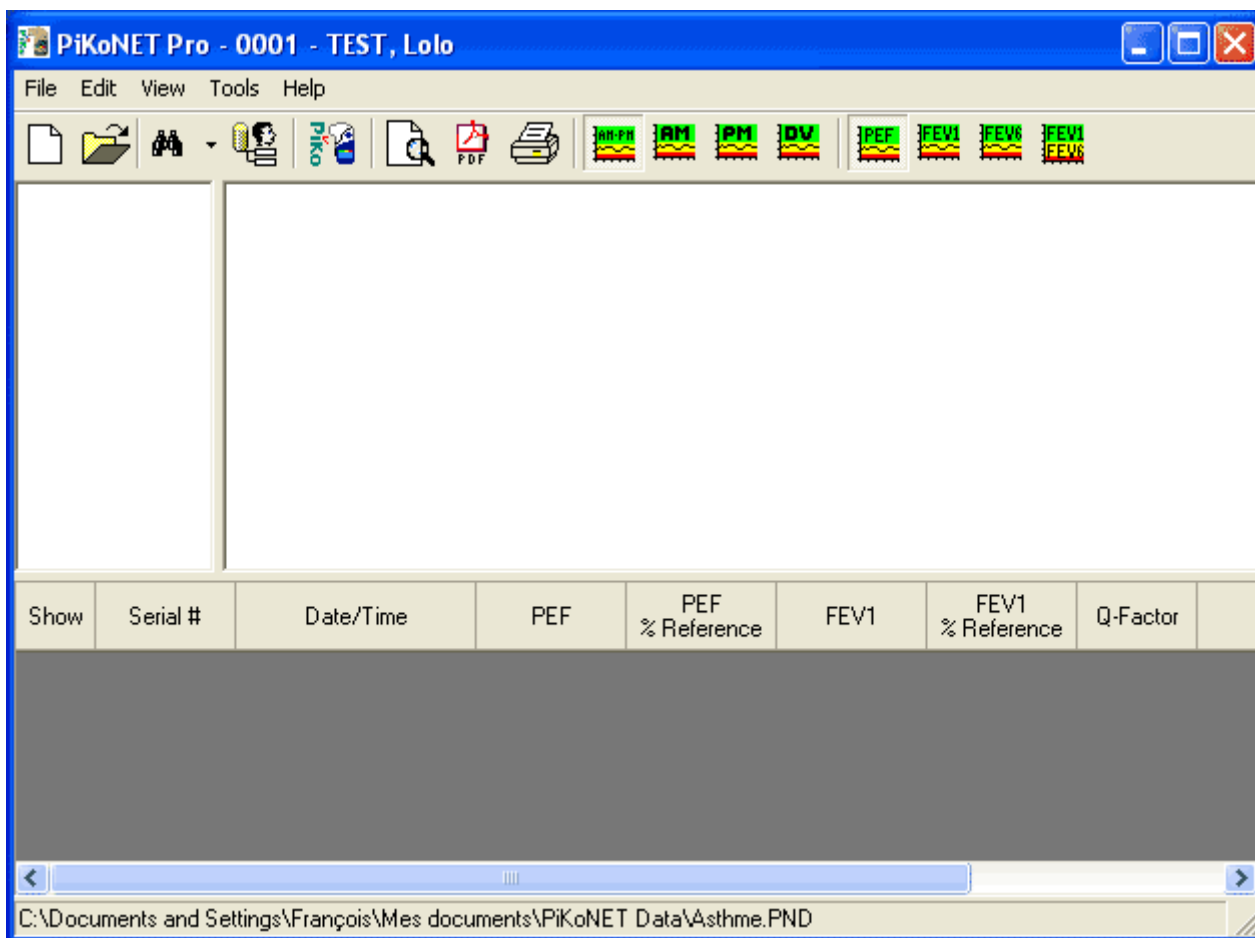 PiKoNET Pro - 0001 - TEST, Lolo
File Edit View Tools Help
PiKo PDF AM-PM AM PM DV PEF FEV1 FEV6 FEV1
FEV6
Show Serial # Date/Time PEF PEF
% Reference FEV1 FEV1
% Reference Q-Factor
C:\Documents and Settings\François\Mes documents\PiKoNET Data\Asthme.PND